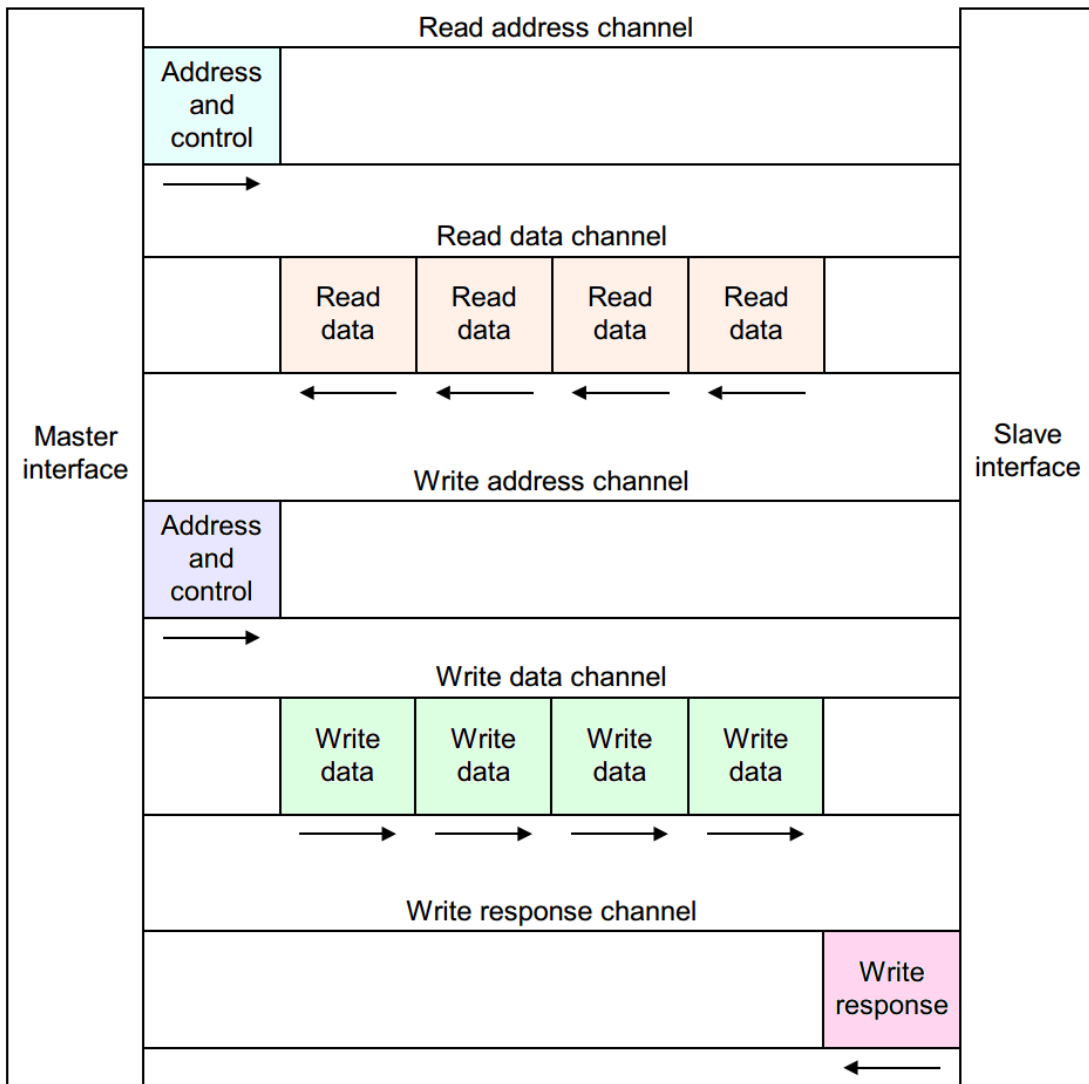 Read address channel
Address
and
control
Read data channel
Read
data
Read
data
Read
data
Read
data
Master
interface
Slave
interface
Write address channel
Address
and
control
Write data channel
Write
data
Write
data
Write
data
Write
data
Write response channel
Write
response